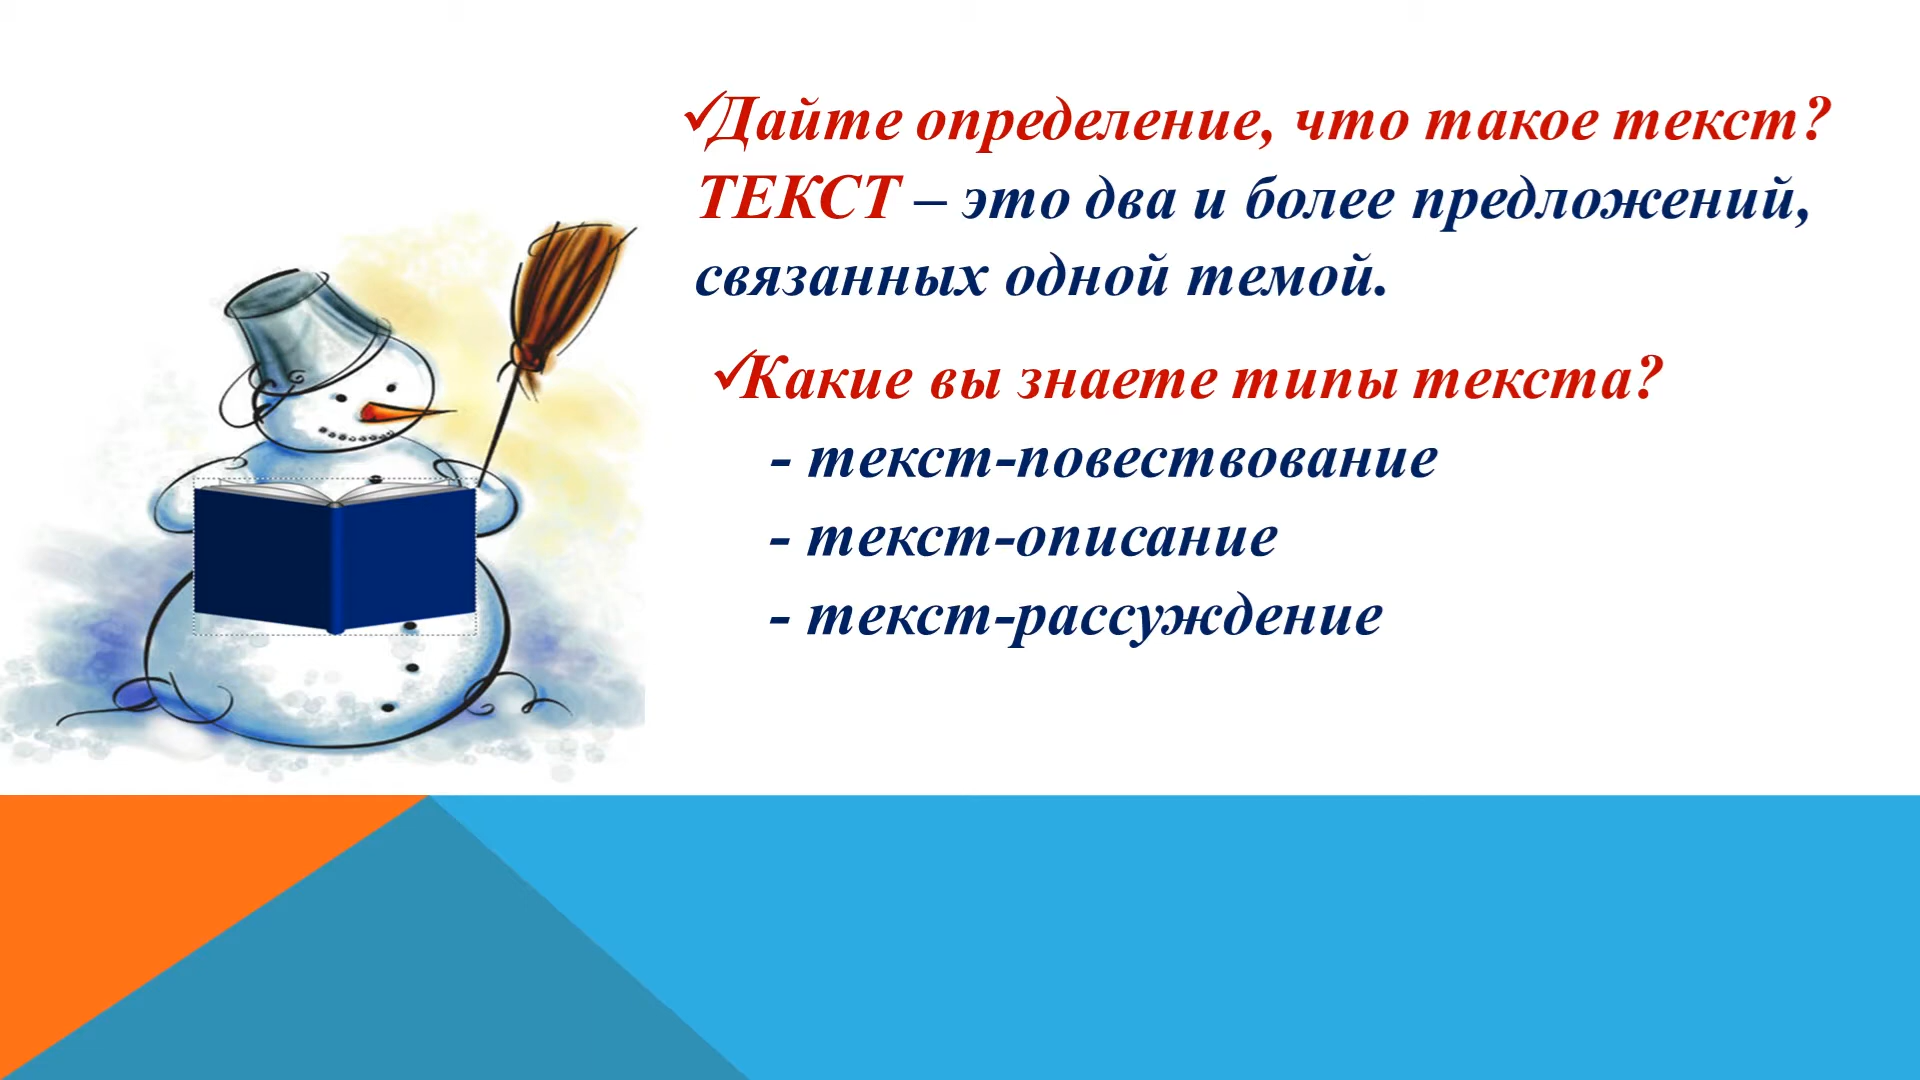 ✓Дайте определение, что такое текст?
ТЕКСТ – это два и более предложений,
связанных одной темой.
✓Какие вы знаете типы текста?
- текст-повествование
- текст-описание
- текст-рассуждение